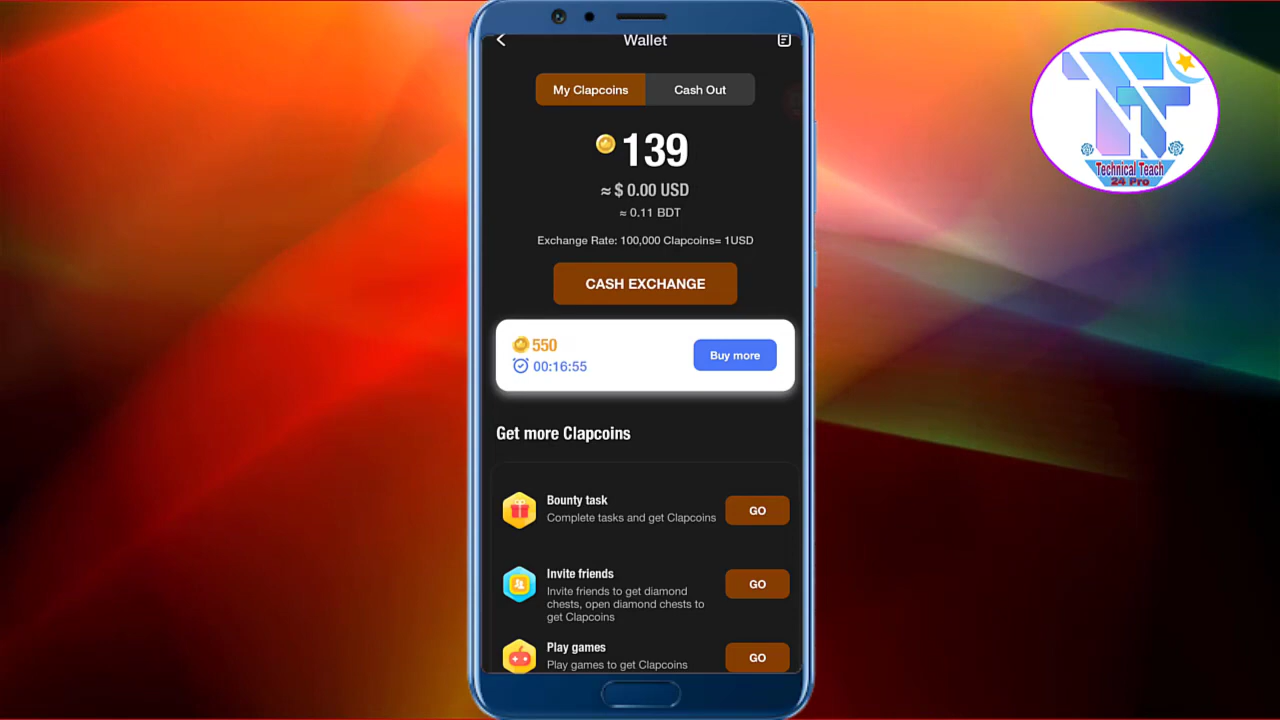 Wallet
My Clapcoins
Cash Out
139
≈ $ 0.00 USD
≈ 0.11 BDT
Exchange Rate: 100,000 Clapcoins= 1USD
CASH EXCHANGE
550
00:16:55
Buy more
Get more Clapcoins
Bounty task
Complete tasks and get Clapcoins
GO
Invite friends
Invite friends to get diamond
chests, open diamond chests to
get Clapcoins
GO
Play games
Play games to get Clapcoins
GO
TT
Technical Teach
24 Pro